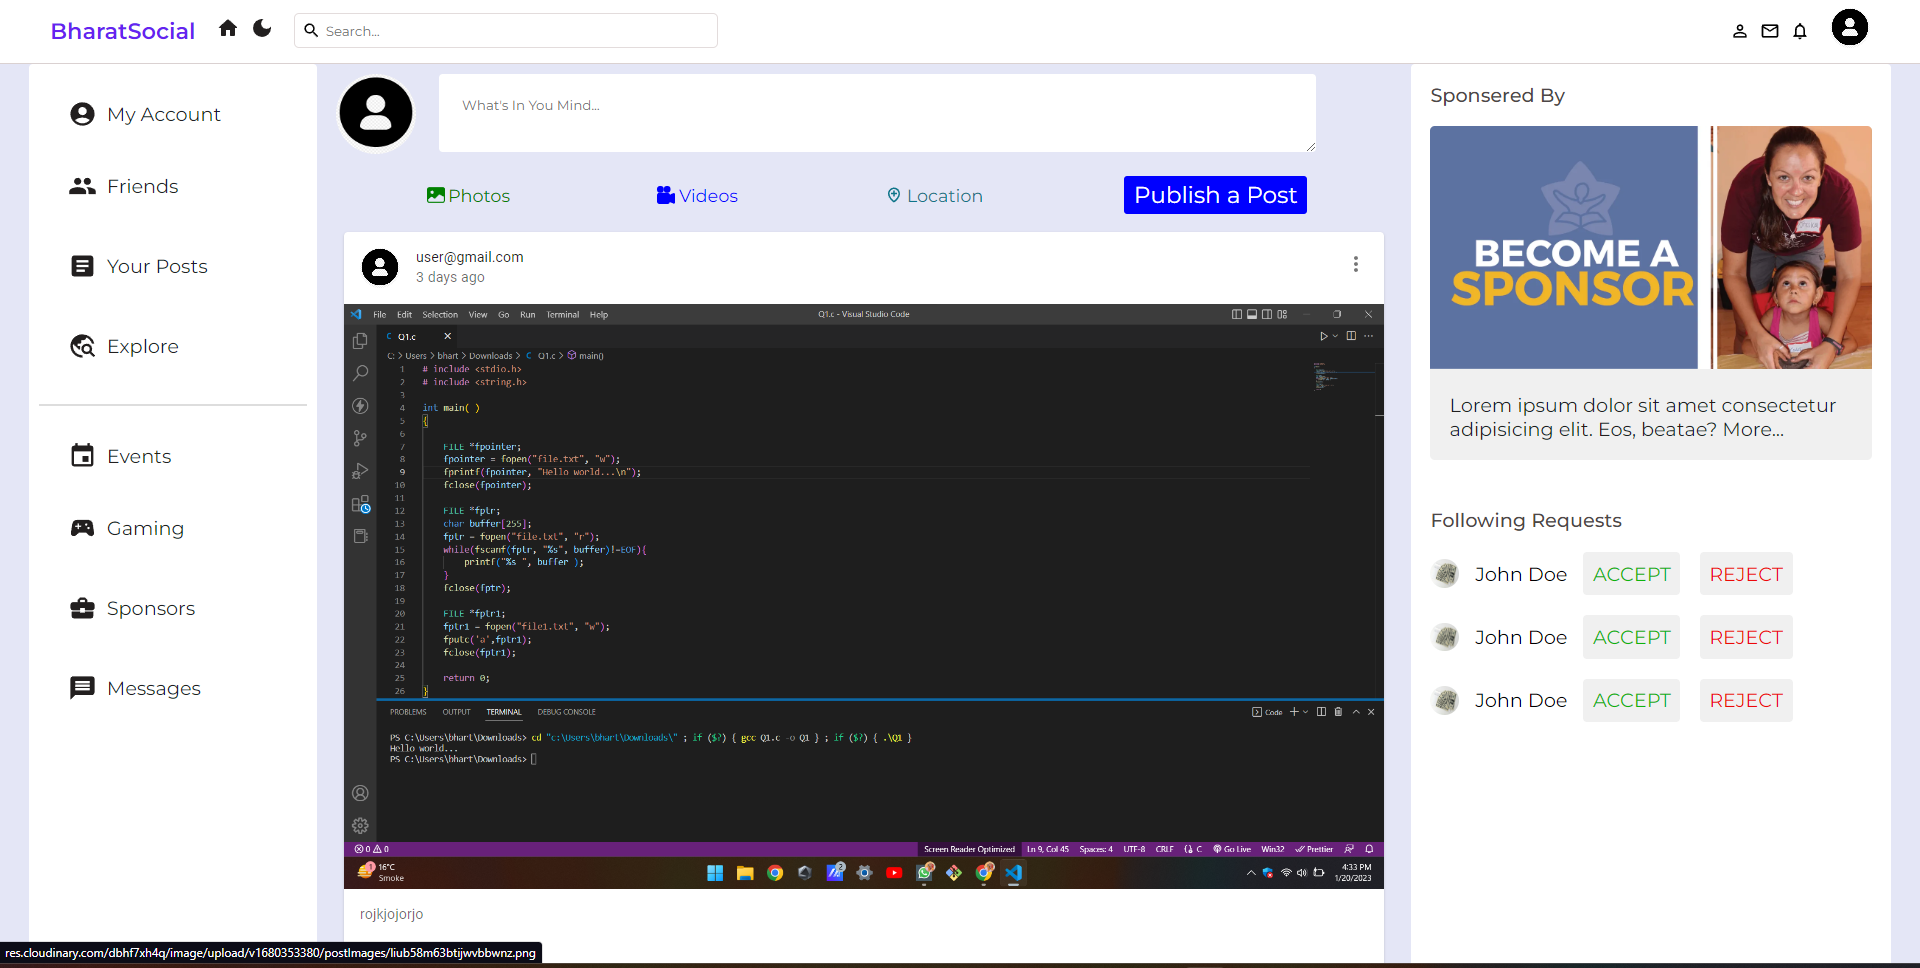 BharatSocial
Search...
My Account
Friends
Your Posts
Explore
Events
Gaming
Sponsors
Messages
What's In You Mind...
Photos
Videos
Location
Publish a Post
user@gmail.com
3 days ago
File Edit Selection View Go Run Terminal Help
Q1.c - Visual Studio Code
C Q1.c
C: > Users > bhart > Downloads > C Q1.c > main()
1 # include <stdio.h>
2 # include <string.h>
3
4 int main( )
5 {
6
7 FILE *fpointer;
8 fpointer = fopen("file.txt", "w");
9 fprintf(fpointer, "Hello world...\n");
10 fclose(fpointer);
11
12 FILE *fptr;
13 char buffer[255];
14 fptr = fopen("file.txt", "r");
15 while(fscanf(fptr, "%s", buffer)!=EOF){
16 printf("%s ", buffer );
17 }
18 fclose(fptr);
19
20 FILE *fptr1;
21 fptr1 = fopen("file1.txt", "w");
22 fputc('a',fptr1);
23 fclose(fptr1);
24
25 return 0;
26 }
PROBLEMS OUTPUT TERMINAL DEBUG CONSOLE
Code
PS C:\Users\bhart\Downloads> cd "c:\Users\bhart\Downloads\" ; if ($?) { gcc Q1.c -o Q1 } ; if ($?) { .\Q1 }
Hello world...
PS C:\Users\bhart\Downloads>
0 0
Screen Reader Optimized Ln 9, Col 45 Spaces: 4 UTF-8 CRLF {} C Go Live Win32 Prettier
1
16°C
Smoke
2
4:33 PM
1/20/2023
rojkjojorjo
res.cloudinary.com/dbhf7xh4q/image/upload/v1680353380/postImages/liub58m63btijwvbbwnz.png
Sponsered By
BECOME A
SPONSOR
Lorem ipsum dolor sit amet consectetur
adipisicing elit. Eos, beatae? More...
Following Requests
John Doe ACCEPT REJECT
John Doe ACCEPT REJECT
John Doe ACCEPT REJECT